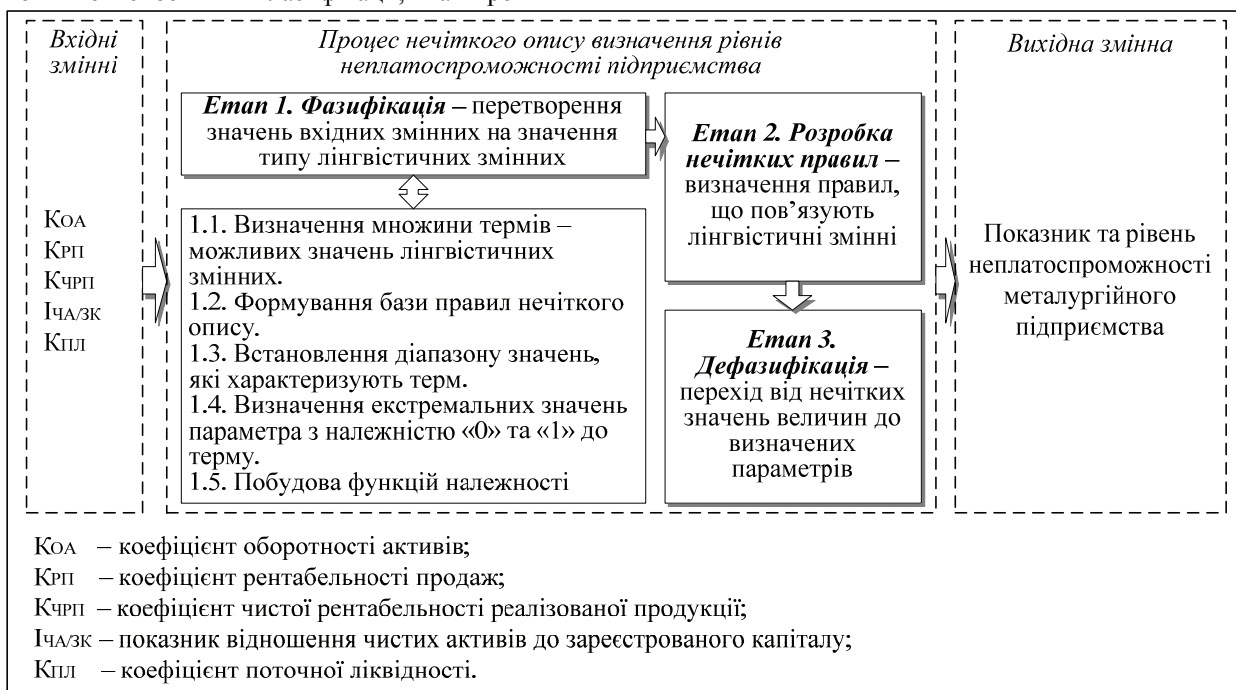 Вхідні
змінні
КОА
КРП
КЧРП
ІЧА/ЗК
КПЛ
Процес нечіткого опису визначення рівнів
неплатоспроможності підприємства
Етап 1. Фазифікація – перетворення
значень вхідних змінних на значення
типу лінгвістичних змінних
1.1. Визначення множини термів –
можливих значень лінгвістичних
змінних.
1.2. Формування бази правил нечіткого
опису.
1.3. Встановлення діапазону значень,
які характеризують терм.
1.4. Визначення екстремальних значень
параметра з належністю «0» та «1» до
терму.
1.5. Побудова функцій належності
Етап 2. Розробка
нечітких правил –
визначення правил,
що пов’язують
лінгвістичні змінні
Етап 3.
Дефазифікація –
перехід від нечітких
значень величин до
визначених
параметрів
Вихідна змінна
Показник та рівень
неплатоспроможності
металургійного
підприємства
КОА – коефіцієнт оборотності активів;
КРП – коефіцієнт рентабельності продаж;
КЧРП – коефіцієнт чистої рентабельності реалізованої продукції;
ІЧА/ЗК – показник відношення чистих активів до зареєстрованого капіталу;
КПЛ – коефіцієнт поточної ліквідності.